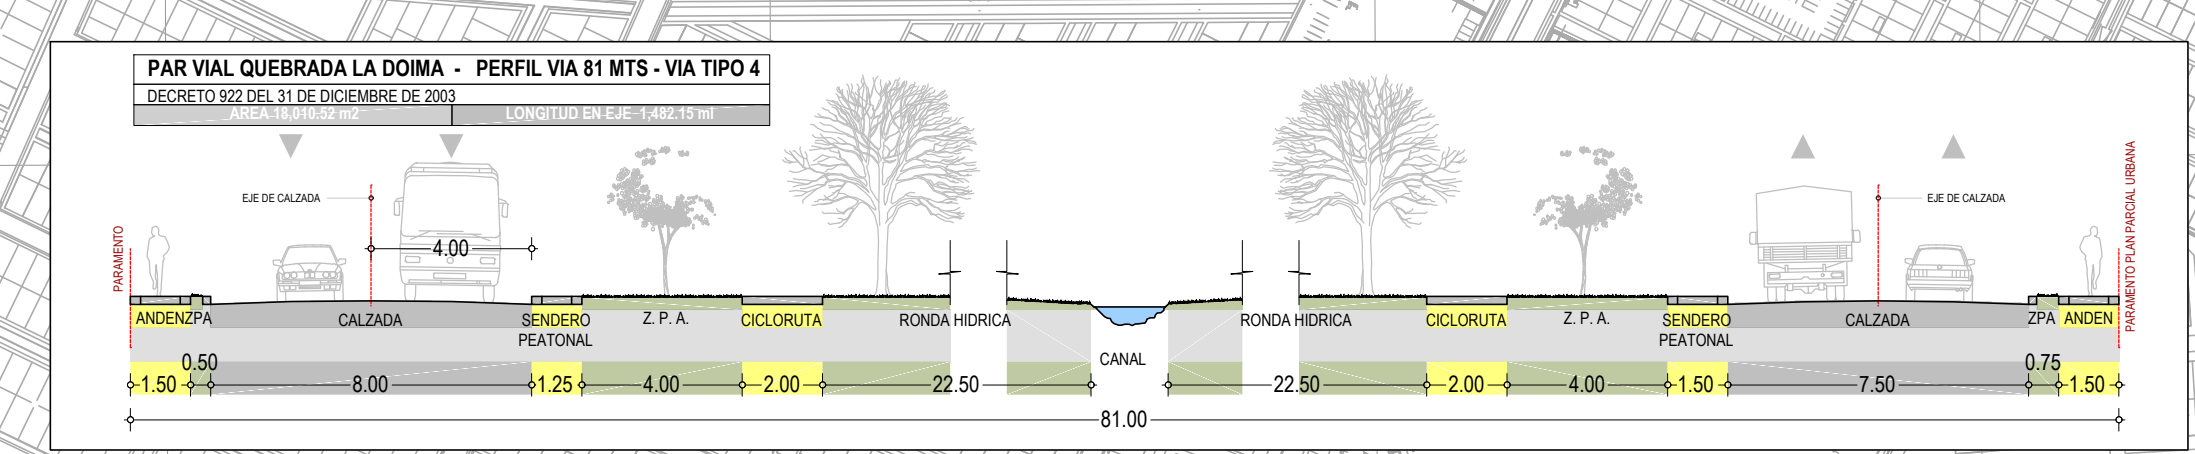 PAR VIAL QUEBRADA LA DOIMA - PERFIL VIA 81 MTS - VIA TIPO 4
DECRETO 922 DEL 31 DE DICIEMBRE DE 2003
AREA 18,010.52 m2 LONGITUD EN EJE 1,482.15 ml
EJE DE CALZADA
EJE DE CALZADA
4.00
PARAMENTO
PARAMENTO PLAN PARCIAL URBANA
ANDEN ZPA CALZADA SENDERO PEATONAL Z. P. A. CICLORUTA RONDA HIDRICA CANAL RONDA HIDRICA CICLORUTA Z. P. A. SENDERO PEATONAL CALZADA ZPA ANDEN
1.50 0.50 8.00 1.25 4.00 2.00 22.50 22.50 2.00 4.00 1.50 7.50 0.75 1.50
81.00